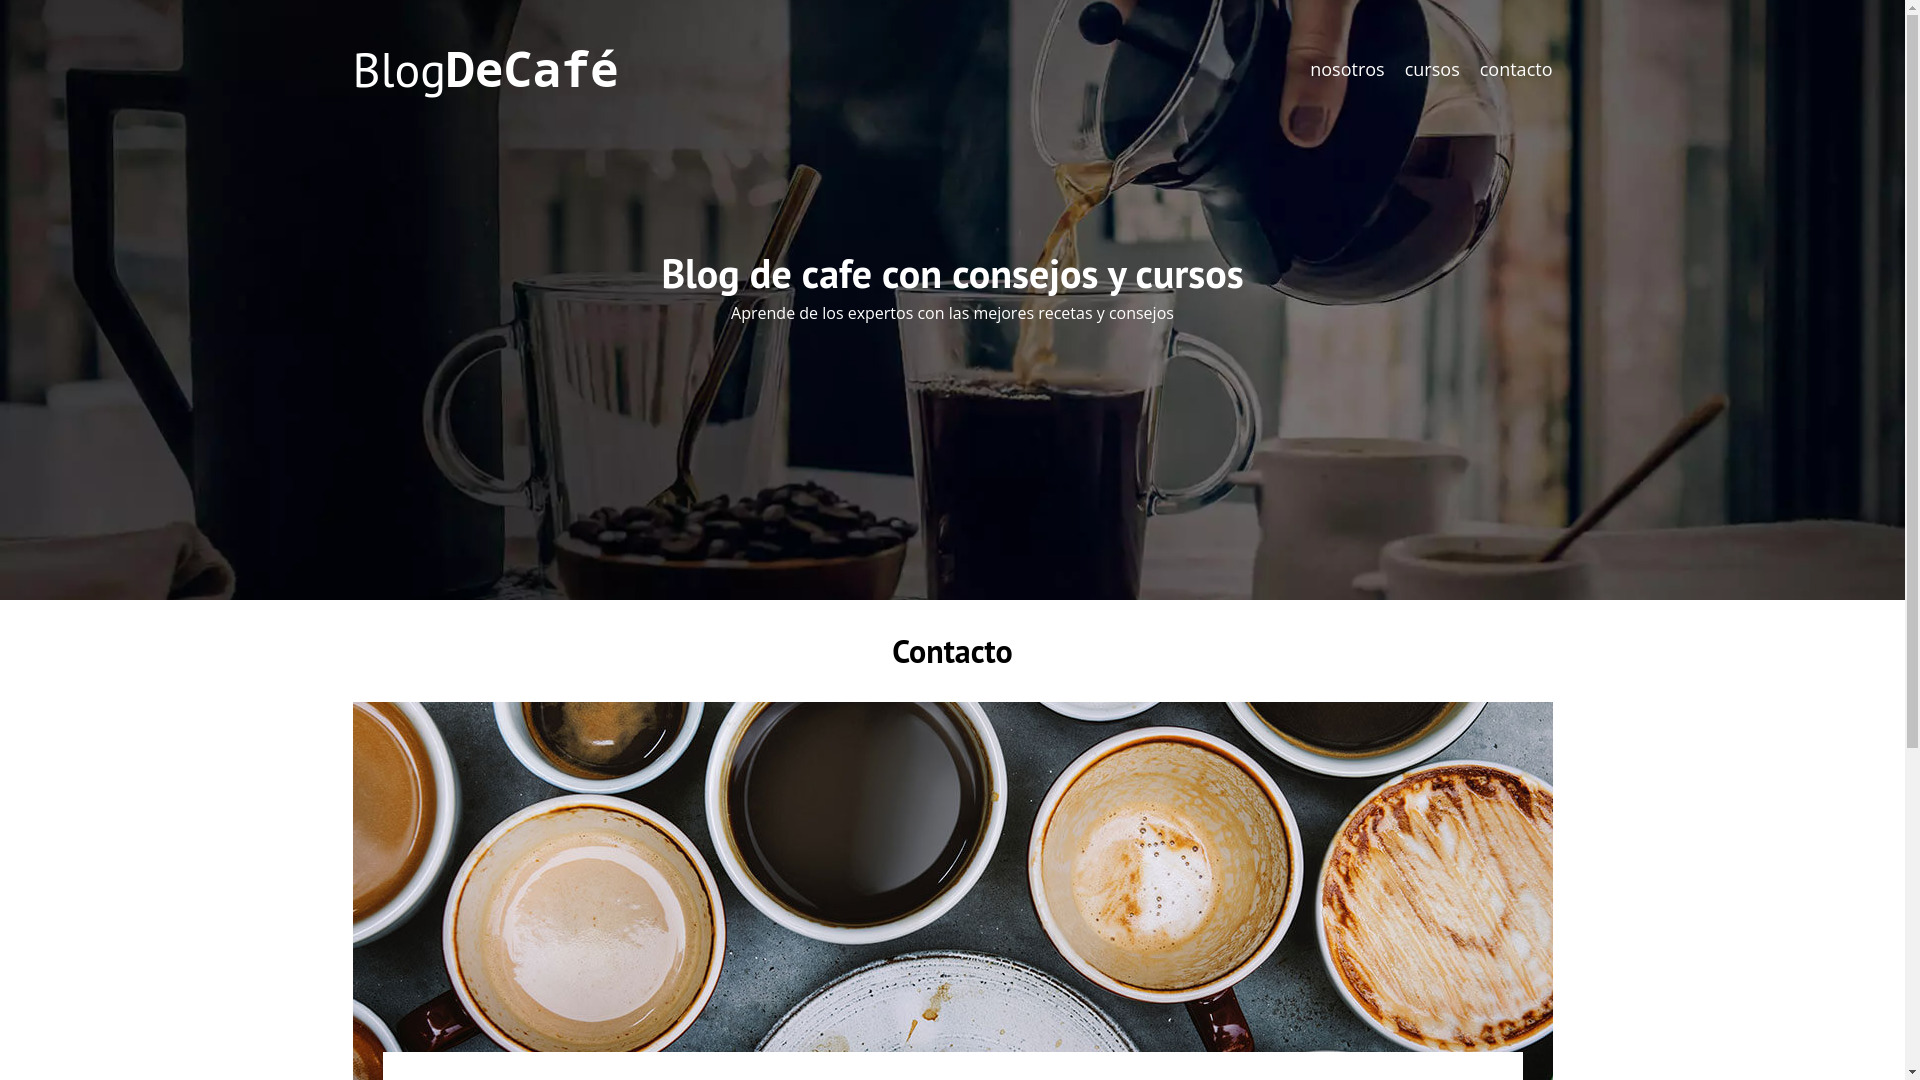 BlogDeCafé
nosotros
cursos
contacto
Blog de cafe con consejos y cursos
Aprende de los expertos con las mejores recetas y consejos
Contacto